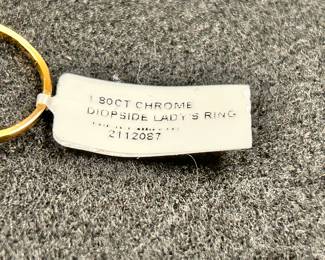 1.80CT CHROME
DIOPSIDE LADY'S RING
2112087